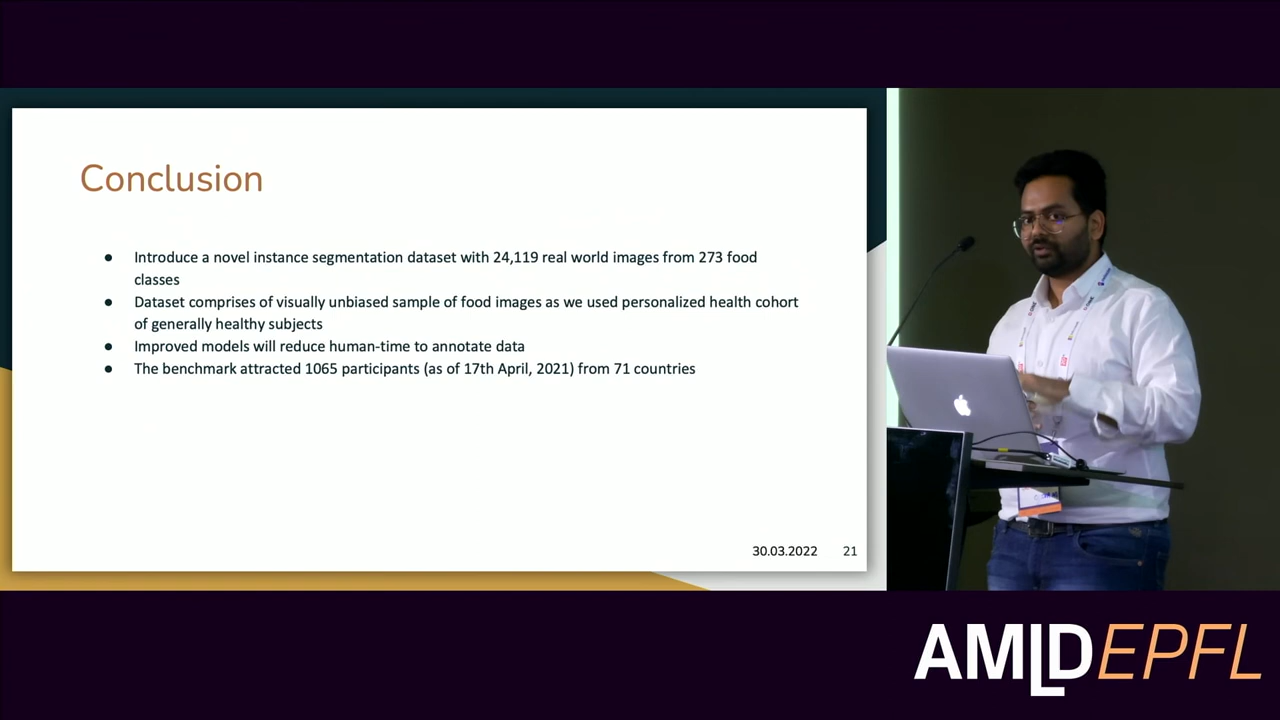 Conclusion
● Introduce a novel instance segmentation dataset with 24,119 real world images from 273 food
classes
● Dataset comprises of visually unbiased sample of food images as we used personalized health cohort
of generally healthy subjects
● Improved models will reduce human-time to annotate data
● The benchmark attracted 1065 participants (as of 17th April, 2021) from 71 countries
30.03.2022 21
AMLDEPFL